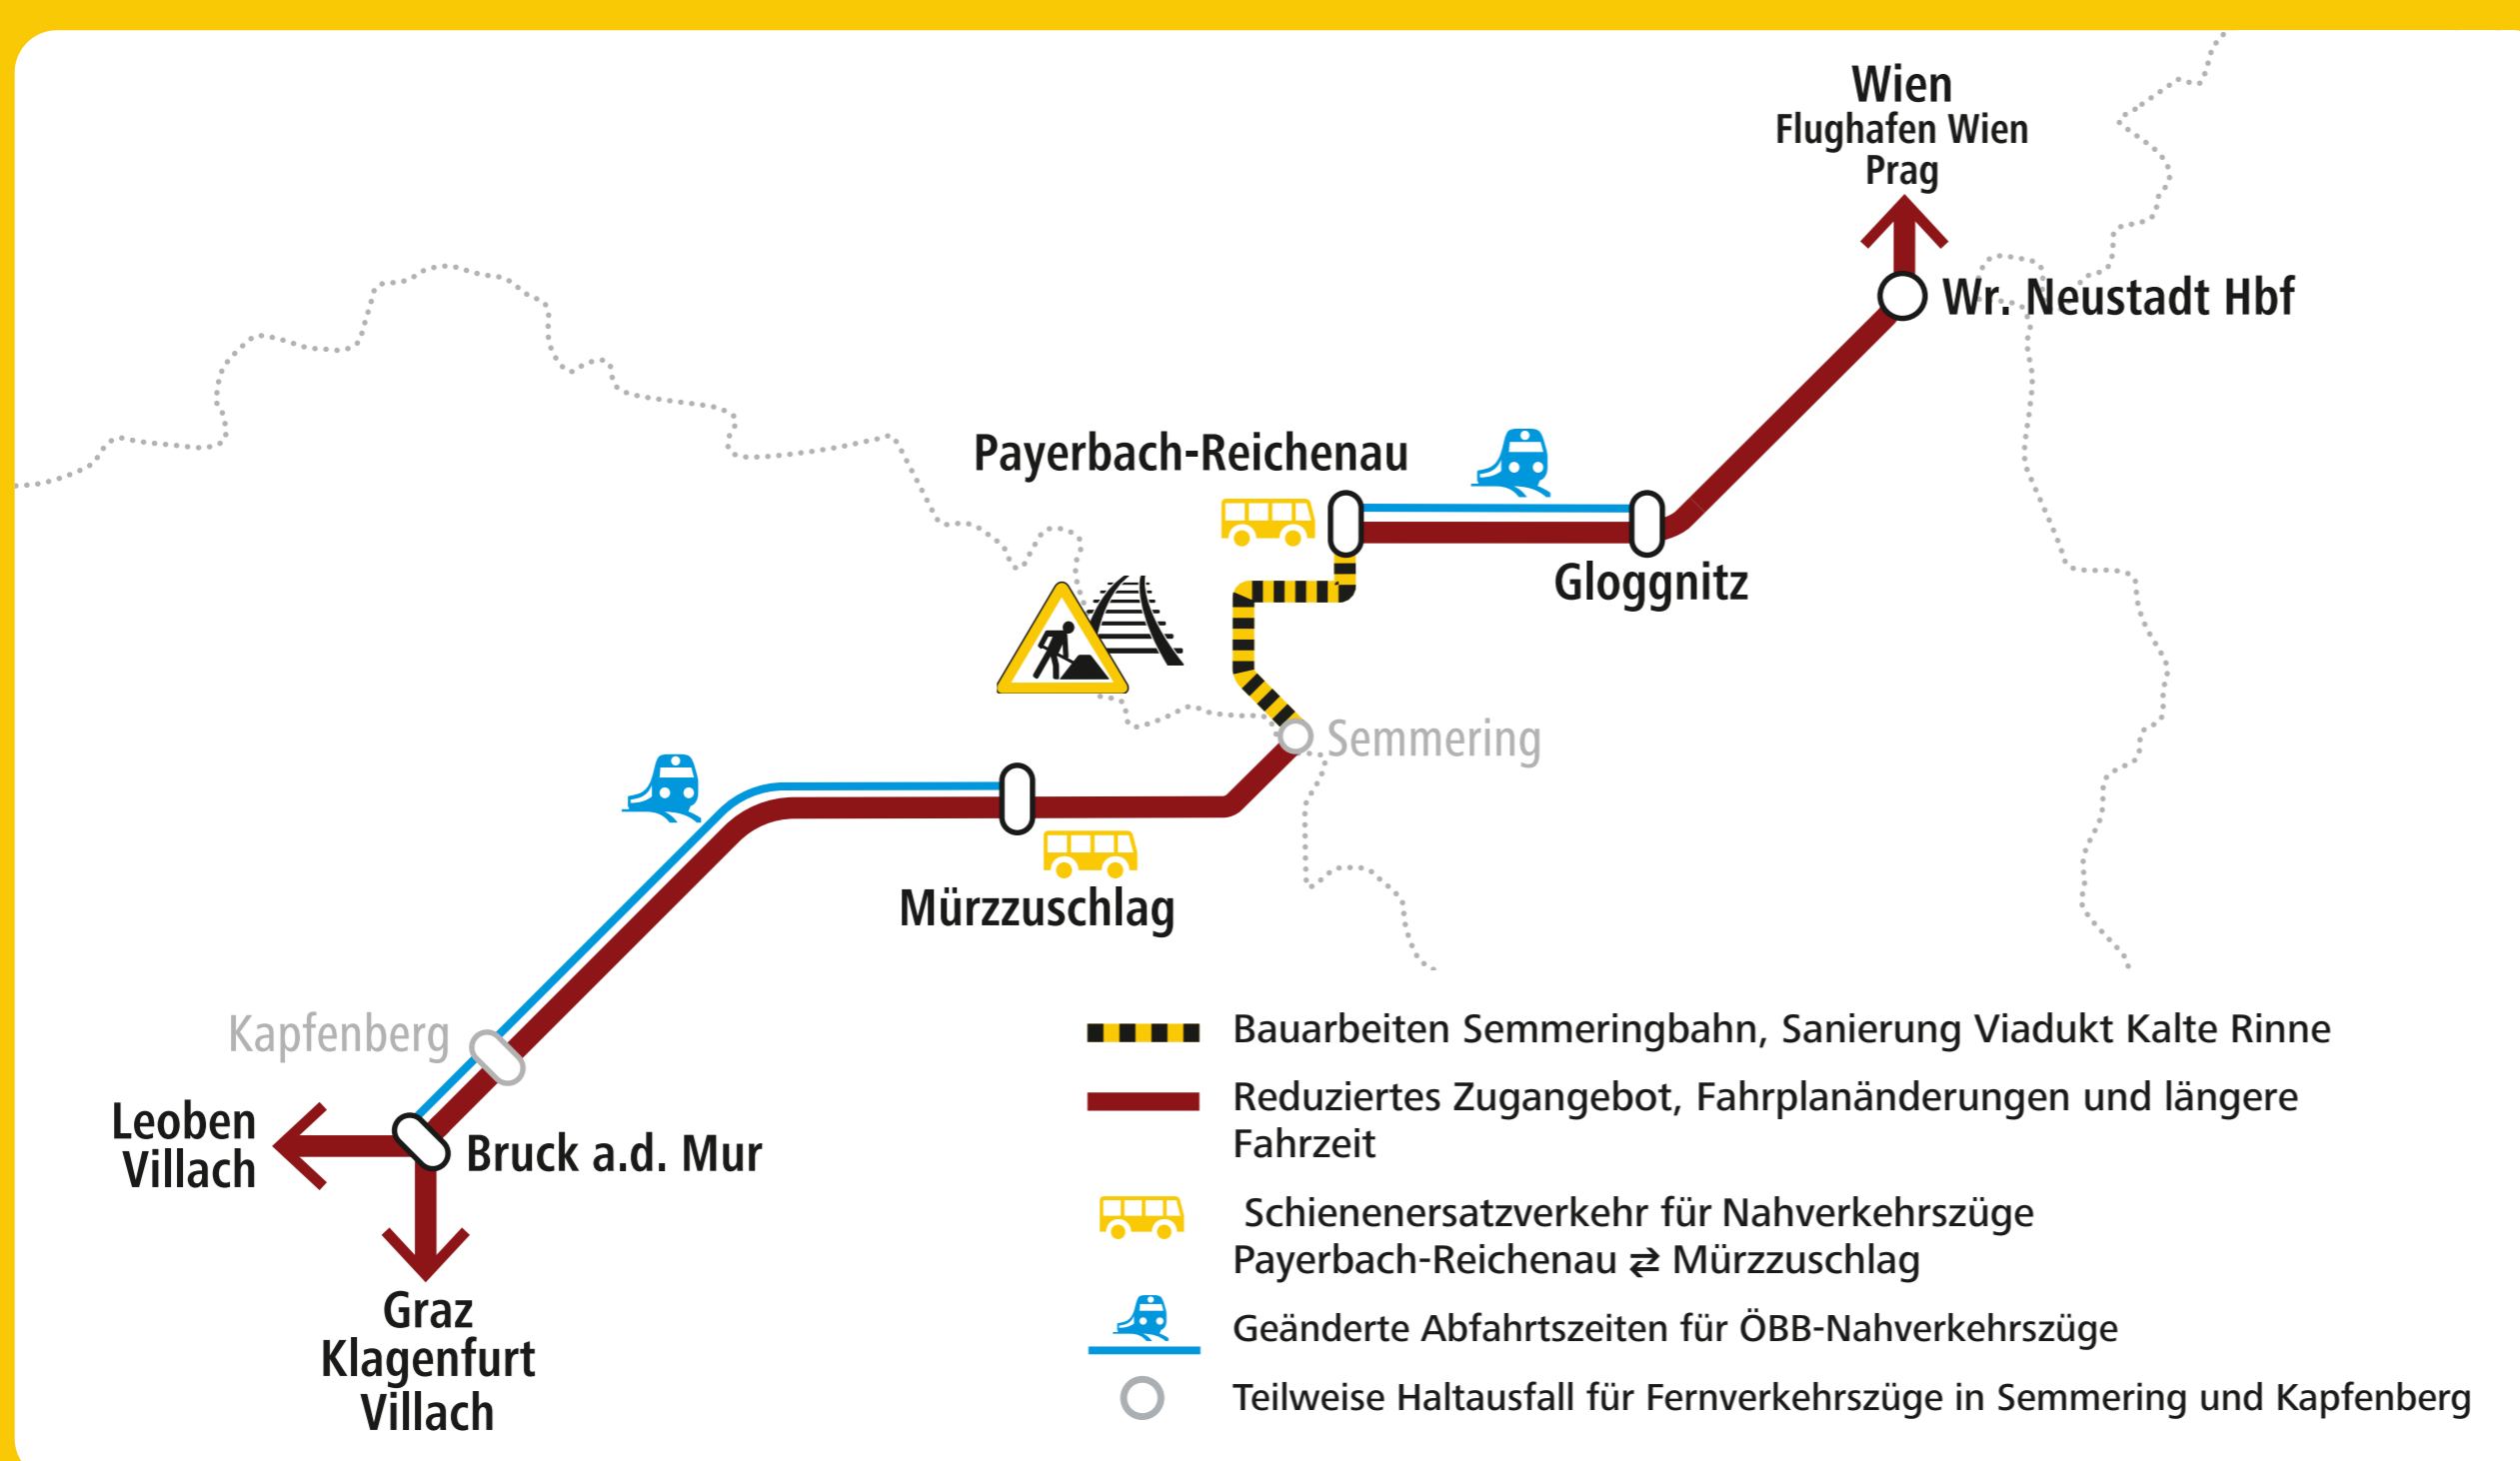 Wien
Flughafen Wien
Prag
Wr. Neustadt Hbf
Payerbach-Reichenau
Gloggnitz
Semmering
Mürzzuschlag
Kapfenberg
Leoben
Villach
Bruck a.d. Mur
Graz
Klagenfurt
Villach
Bauarbeiten Semmeringbahn, Sanierung Viadukt Kalte Rinne
Reduziertes Zugangebot, Fahrplanänderungen und längere
Fahrzeit
Schienenersatzverkehr für Nahverkehrszüge
Payerbach-Reichenau ⇄ Mürzzuschlag
Geänderte Abfahrtszeiten für ÖBB-Nahverkehrszüge
Teilweise Haltausfall für Fernverkehrszüge in Semmering und Kapfenberg